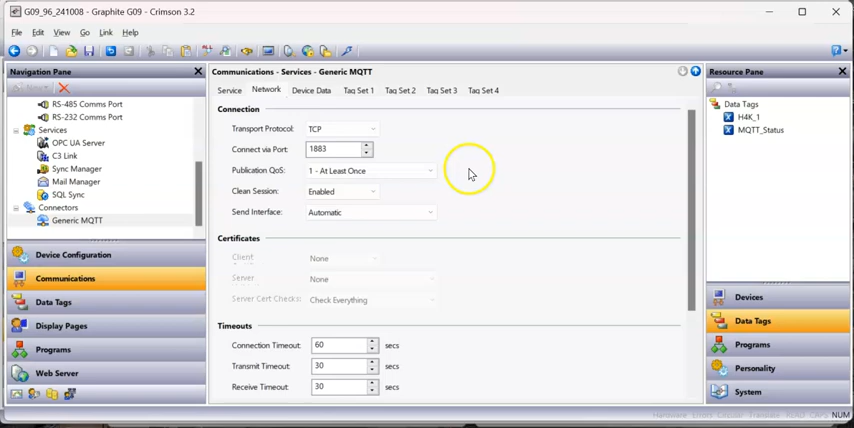 G09_96_241008 - Graphite G09 - Crimson 3.2
File Edit View Go Link Help
Navigation Pane
New
RS-485 Comms Port
RS-232 Comms Port
Services
OPC UA Server
C3 Link
Sync Manager
Mail Manager
SQL Sync
Connectors
Generic MQTT
Device Configuration
Communications
Data Tags
Display Pages
Programs
Web Server
Communications - Services - Generic MQTT
Service Network Device Data Tag Set 1 Tag Set 2 Tag Set 3 Tag Set 4
Connection
Transport Protocol: TCP
Connect via Port: 1883
Publication QoS: 1 - At Least Once
Clean Session: Enabled
Send Interface: Automatic
Certificates
Client None
Server None
Server Cert Checks: Check Everything
Timeouts
Connection Timeout: 60 secs
Transmit Timeout: 30 secs
Receive Timeout: 30 secs
Resource Pane
Data Tags
H4K_1
MQTT_Status
Devices
Data Tags
Programs
Personality
System
CAPS NUM